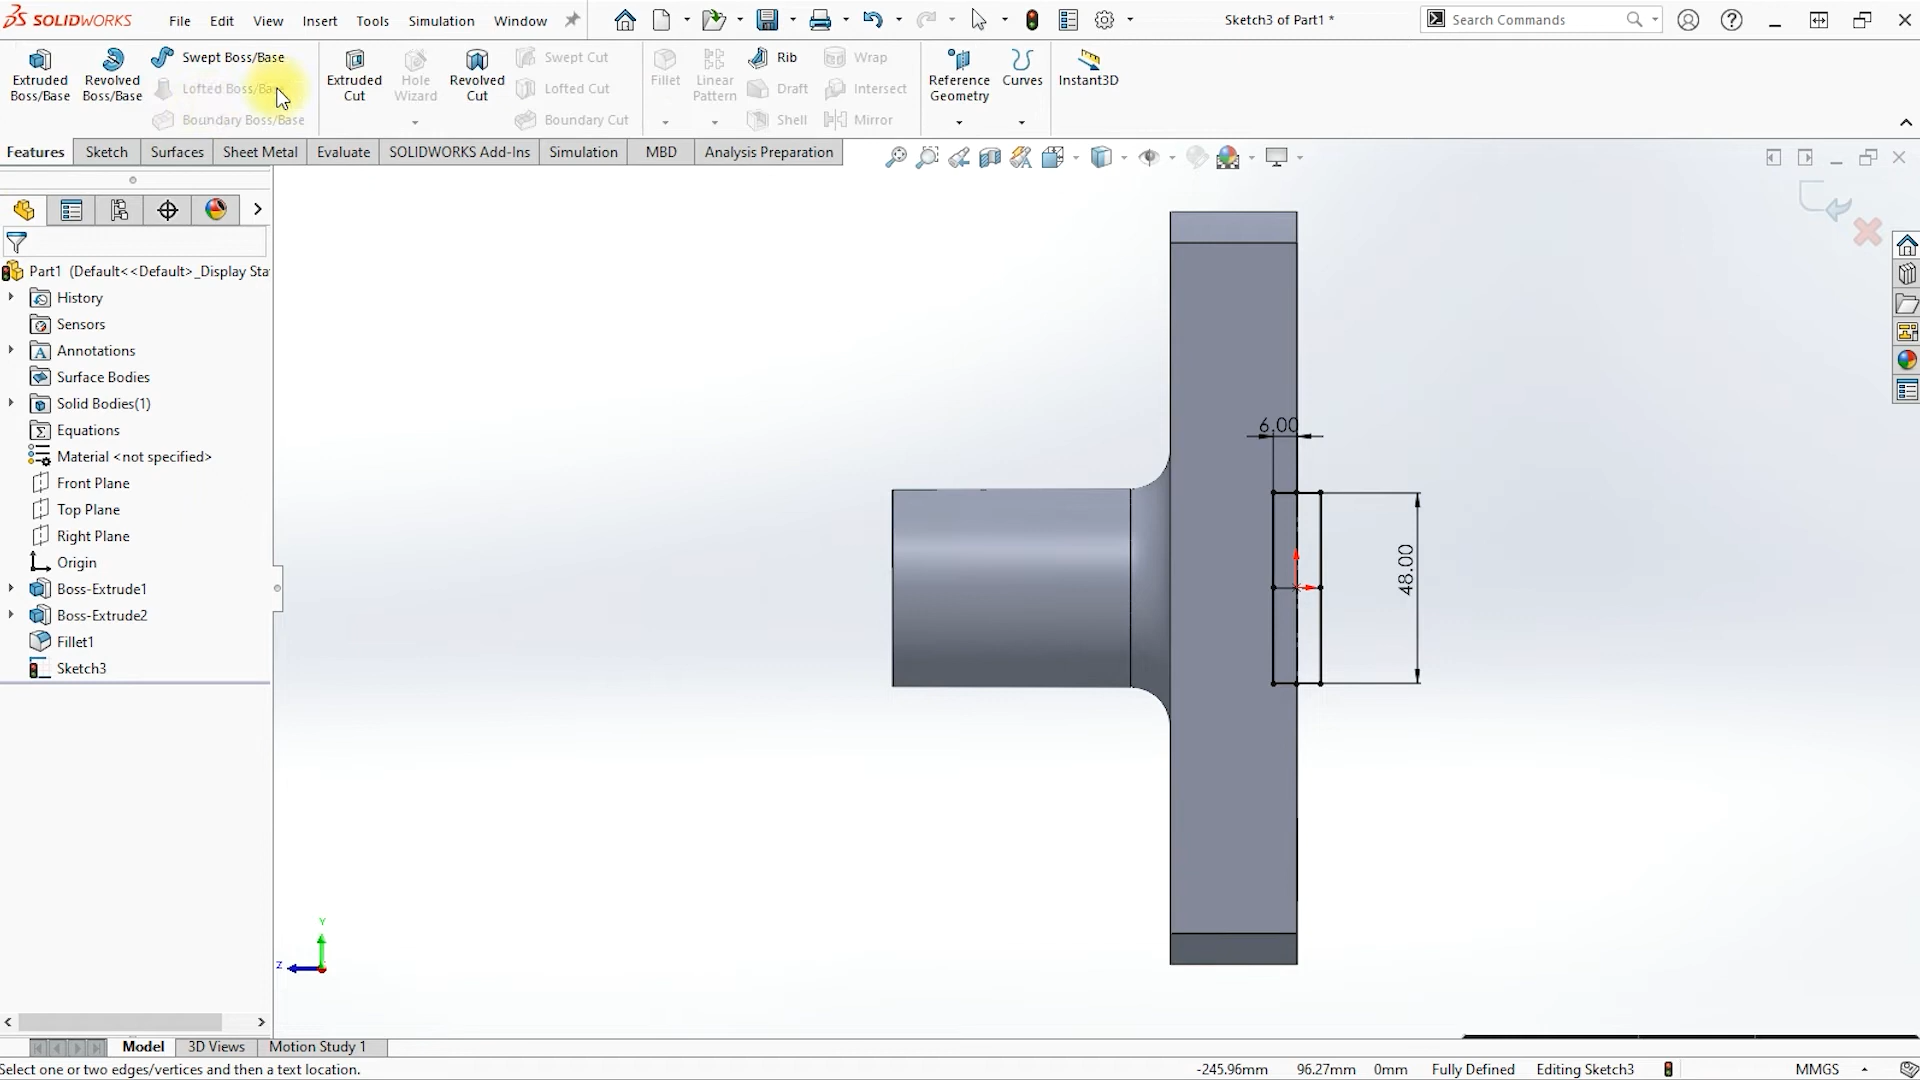 SOLIDWORKS File Edit View Insert Tools Simulation Window Sketch3 of Part1 * Search Commands
Extruded Boss/Base
Revolved Boss/Base
Swept Boss/Base
Lofted Boss/Base
Boundary Boss/Base
Extruded Cut
Hole Wizard
Revolved Cut
Swept Cut
Lofted Cut
Boundary Cut
Fillet
Linear Pattern
Rib
Draft
Shell
Wrap
Intersect
Mirror
Reference Geometry
Curves
Instant3D
Features Sketch Surfaces Sheet Metal Evaluate SOLIDWORKS Add-Ins Simulation MBD Analysis Preparation
Part1 (Default<<Default>_Display Sta
History
Sensors
Annotations
Surface Bodies
Solid Bodies(1)
Equations
Material <not specified>
Front Plane
Top Plane
Right Plane
Origin
Boss-Extrude1
Boss-Extrude2
Fillet1
Sketch3
6.00
48.00
Y
Z
Model 3D Views Motion Study 1
Select one or two edges/vertices and then a text location. -245.96mm 96.27mm 0mm Fully Defined Editing Sketch3 MMGS